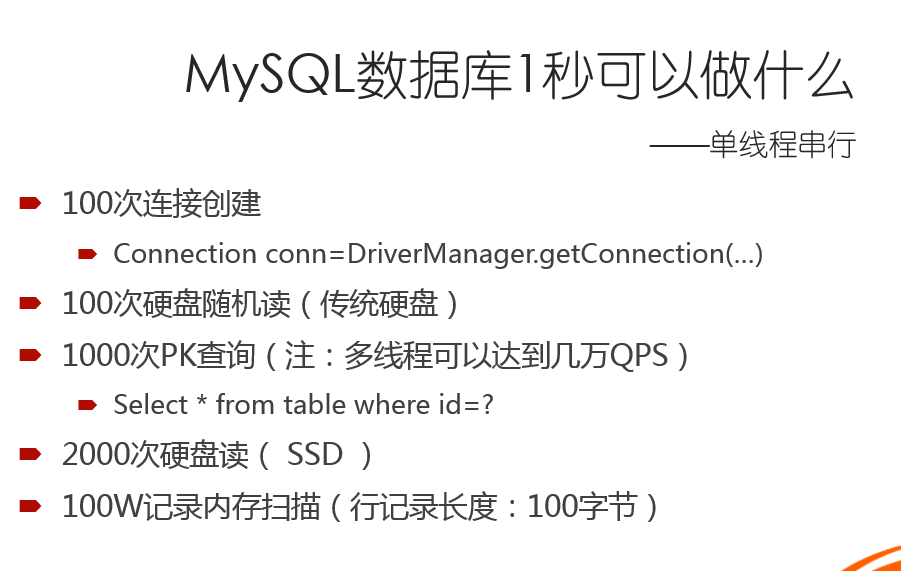 MySQL数据库1秒可以做什么
——单线程串行
100次连接创建
Connection conn=DriverManager.getConnection(…)
100次硬盘随机读（传统硬盘）
1000次PK查询（注：多线程可以达到几万QPS）
Select * from table where id=?
2000次硬盘读（ SSD ）
100W记录内存扫描（行记录长度：100字节）